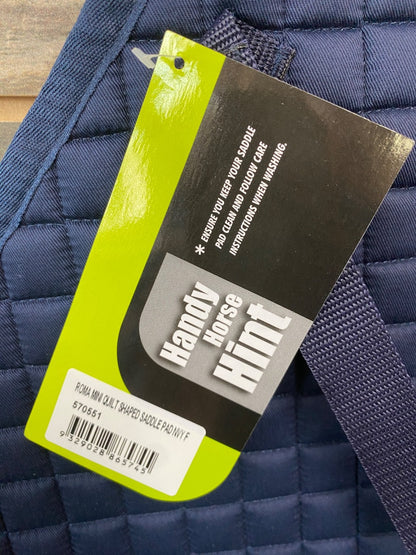 * ENSURE YOU KEEP YOUR SADDLE
PAD CLEAN AND FOLLOW CARE
INSTRUCTIONS WHEN WASHING.
Handy
Horse
Hint
ROMA MINI QUILT SHAPED SADDLE PAD NVY F
570551
9 329028 865745